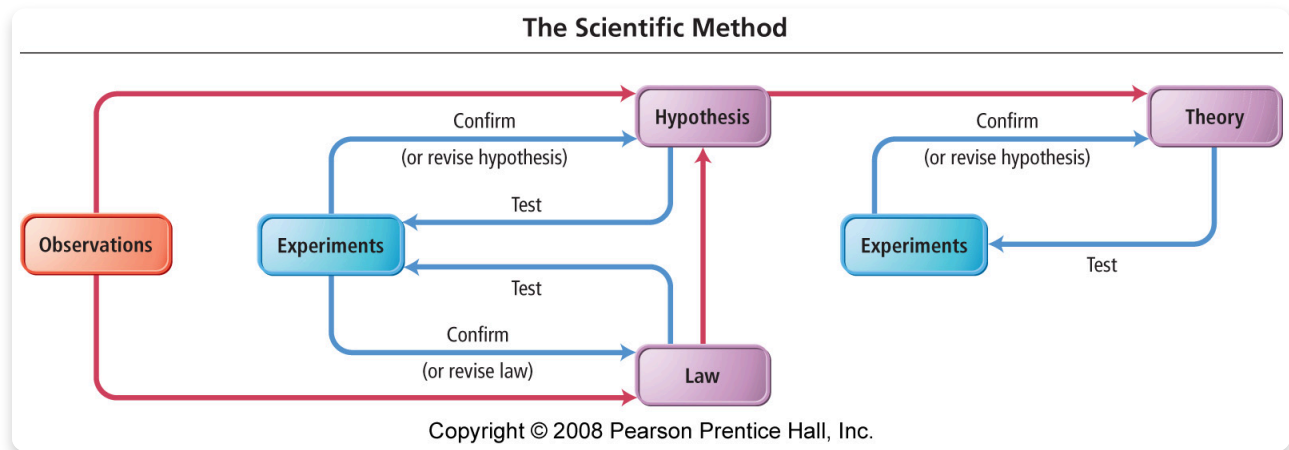 The Scientific Method
Hypothesis
Theory
Confirm
(or revise hypothesis)
Confirm
(or revise hypothesis)
Test
Observations
Experiments
Experiments
Test
Test
Confirm
(or revise law)
Law
Copyright © 2008 Pearson Prentice Hall, Inc.